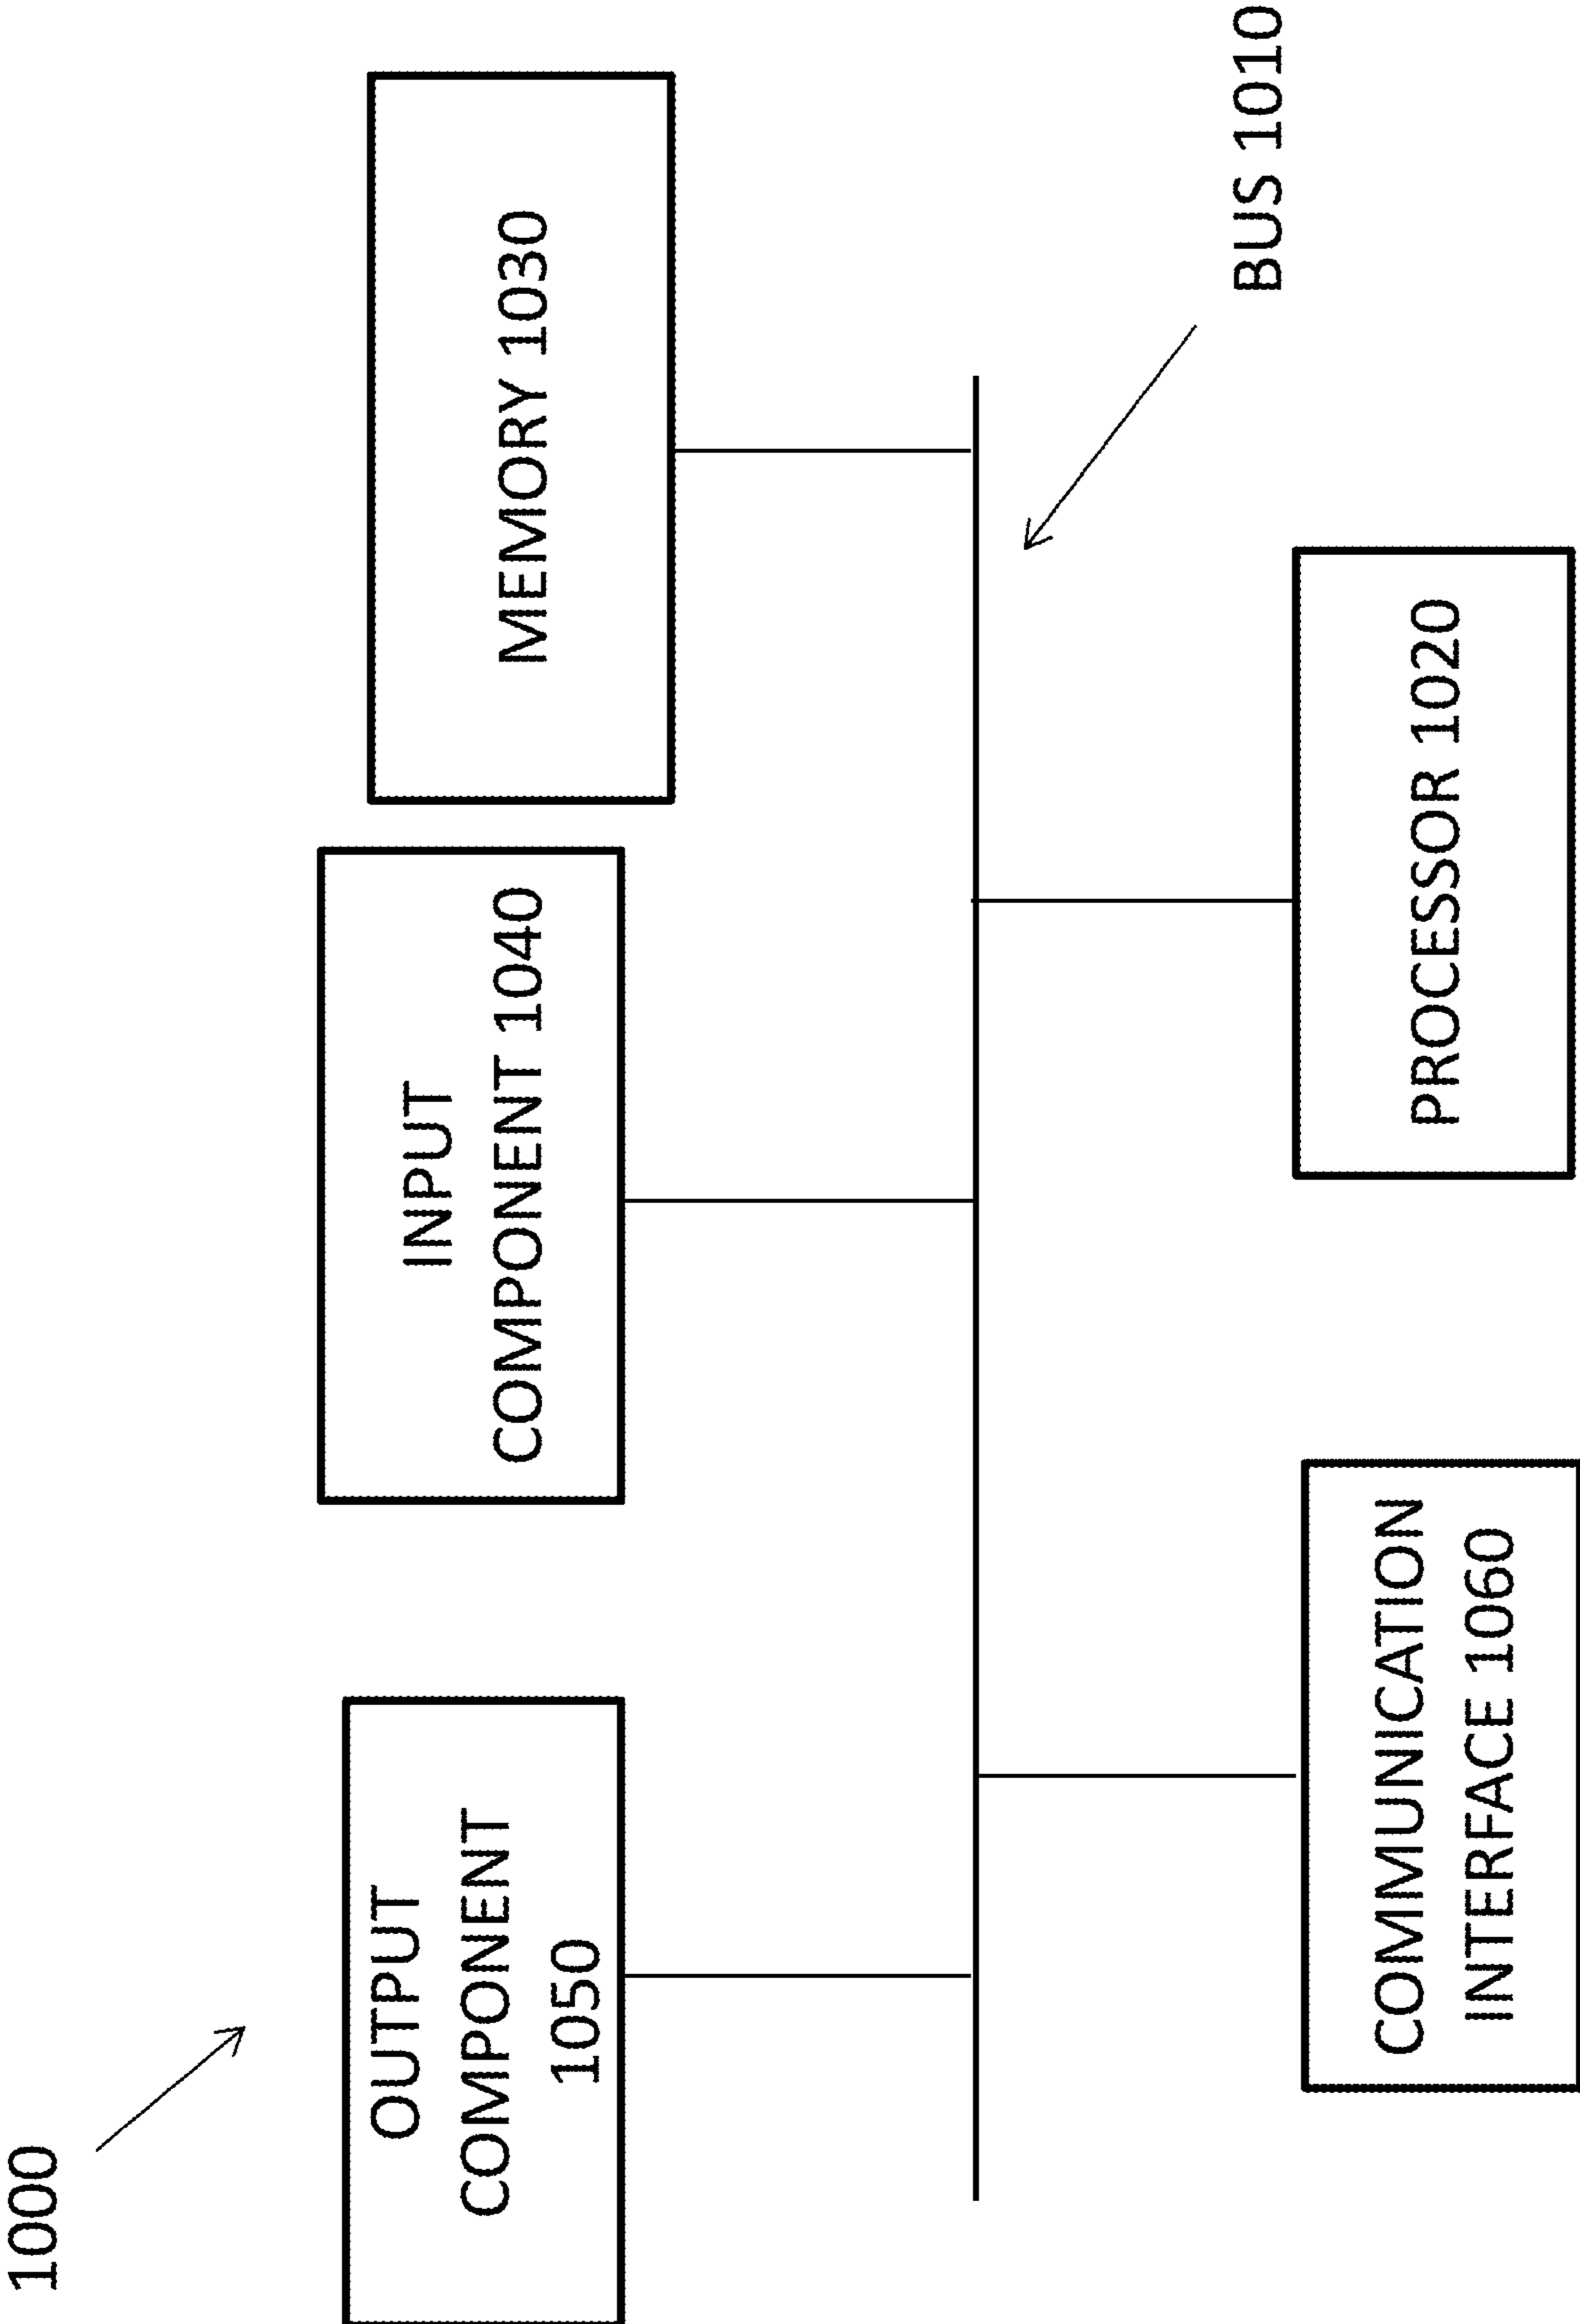 1000
OUTPUT
COMPONENT
1050
INPUT
COMPONENT 1040
MEMORY 1030
COMMUNICATION
INTERFACE 1060
PROCESSOR 1020
BUS 1010